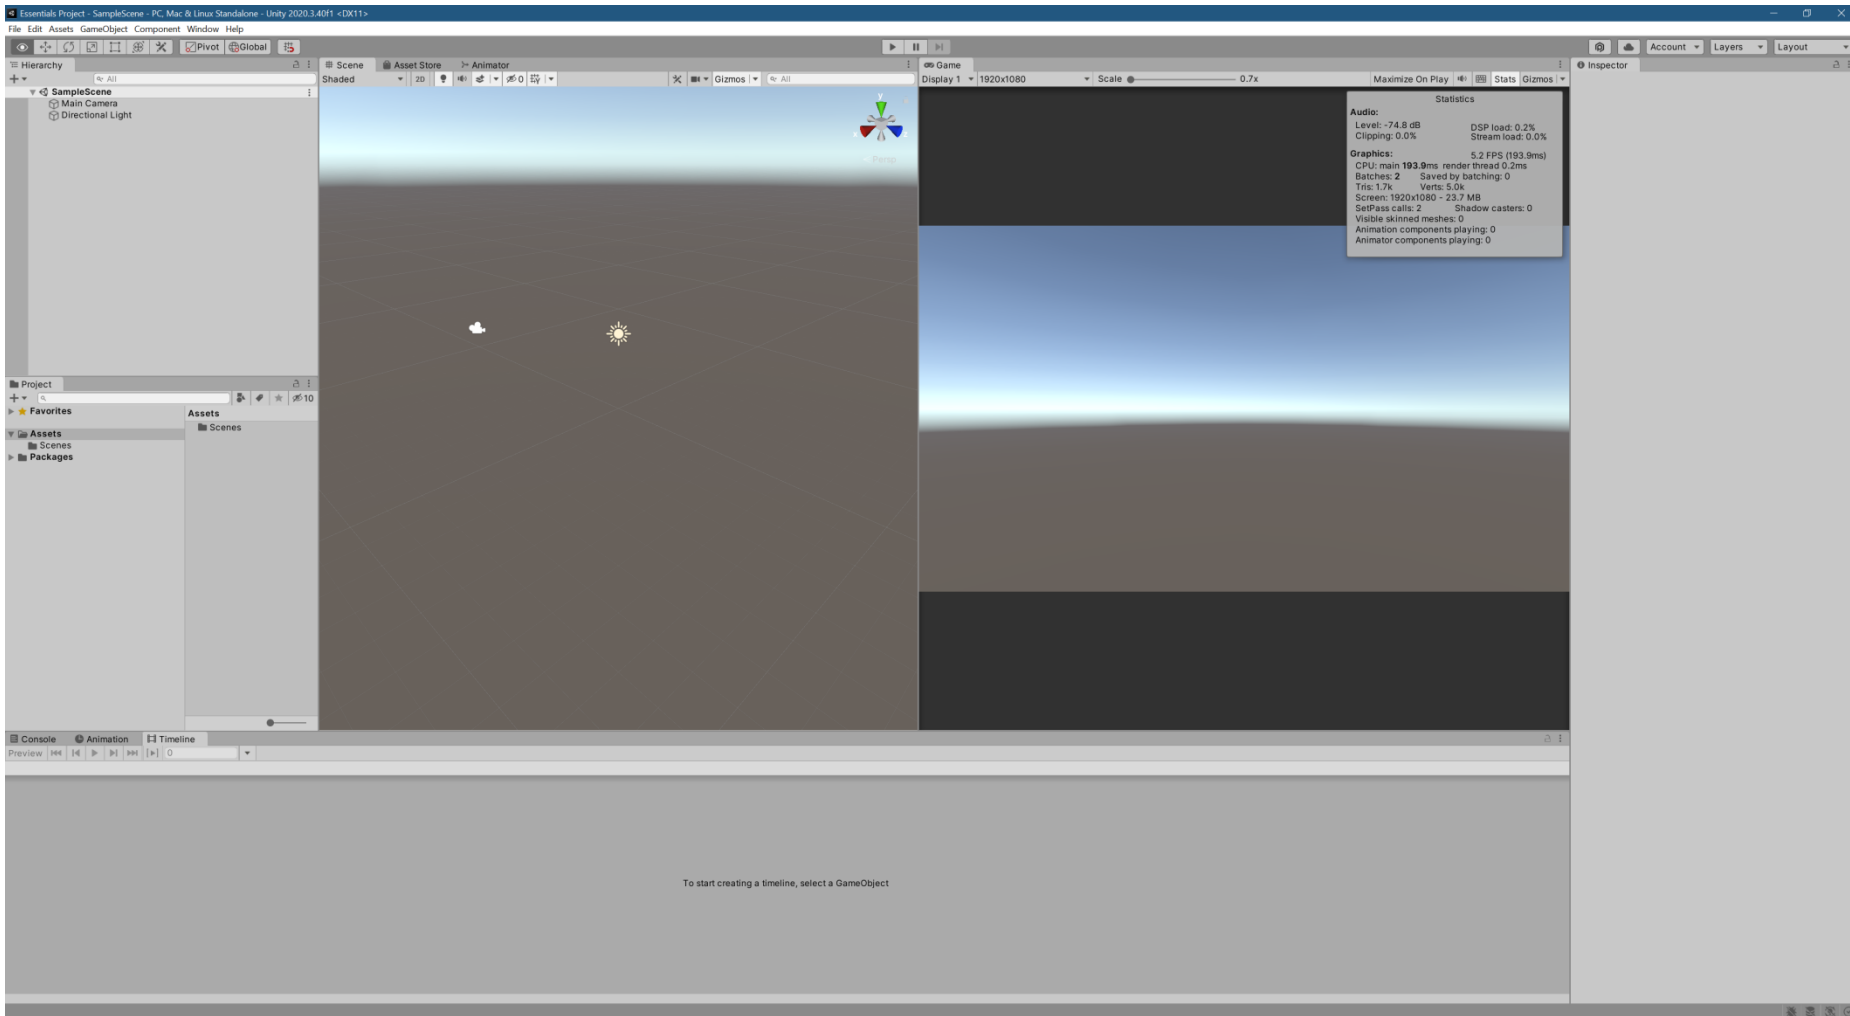 Essentials Project - SampleScene - PC, Mac & Linux Standalone - Unity 2020.3.40f1 <DX11>
File Edit Assets GameObject Component Window Help
Pivot Global Account Layers Layout
Hierarchy
All
SampleScene
Main Camera
Directional Light
Scene Asset Store Animator
Shaded 2D 0 Gizmos All
y
x z
Persp
Game
Display 1 1920x1080 Scale 0.7x Maximize On Play Stats Gizmos
Statistics
Audio:
Level: -74.8 dB DSP load: 0.2%
Clipping: 0.0% Stream load: 0.0%
Graphics: 5.2 FPS (193.9ms)
CPU: main 193.9ms render thread 0.2ms
Batches: 2 Saved by batching: 0
Tris: 1.7k Verts: 5.0k
Screen: 1920x1080 - 23.7 MB
SetPass calls: 2 Shadow casters: 0
Visible skinned meshes: 0
Animation components playing: 0
Animator components playing: 0
Inspector
Project
10
Favorites
Assets
Scenes
Packages
Assets
Scenes
Console Animation Timeline
Preview 0
To start creating a timeline, select a GameObject